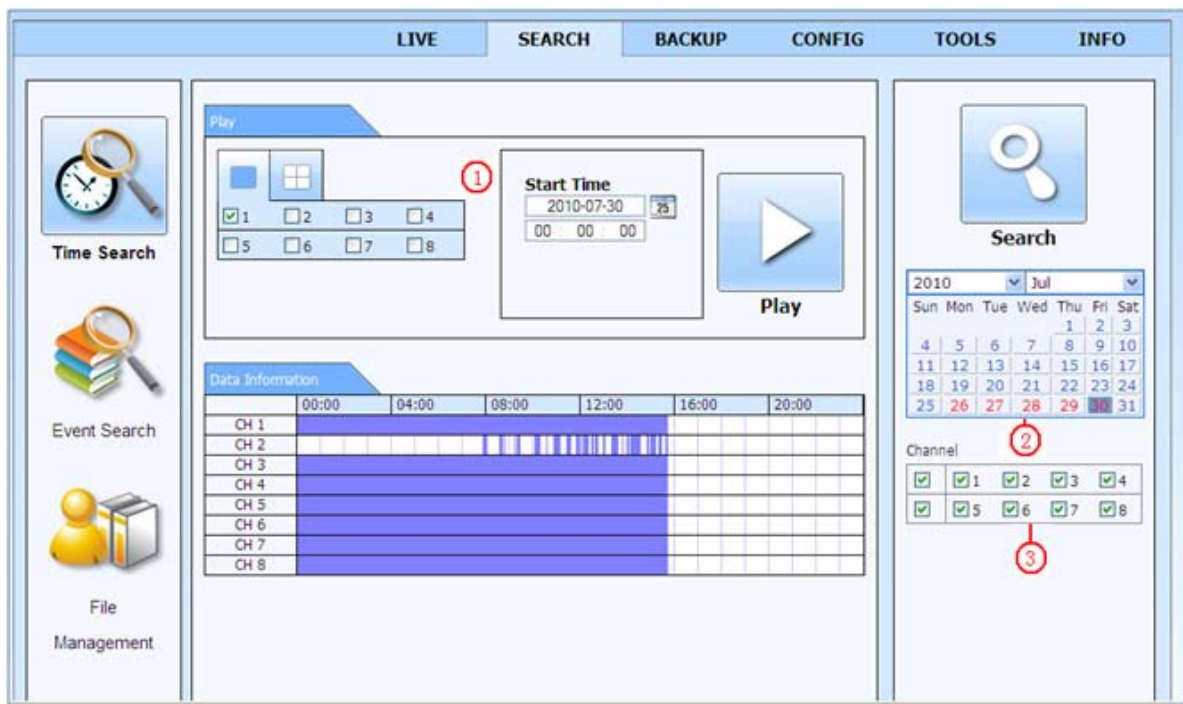 LIVE SEARCH BACKUP CONFIG TOOLS INFO
Time Search
Event Search
File
Management
Play
1 2 3 4
5 6 7 8
1
Start Time
2010-07-30 25
00 : 00 : 00
Play
Data Information
00:00 04:00 08:00 12:00 16:00 20:00
CH 1
CH 2
CH 3
CH 4
CH 5
CH 6
CH 7
CH 8
Search
2010 Jul
Sun Mon Tue Wed Thu Fri Sat
1 2 3
4 5 6 7 8 9 10
11 12 13 14 15 16 17
18 19 20 21 22 23 24
25 26 27 28 29 30 31
2
Channel
1 2 3 4
5 6 7 8
3